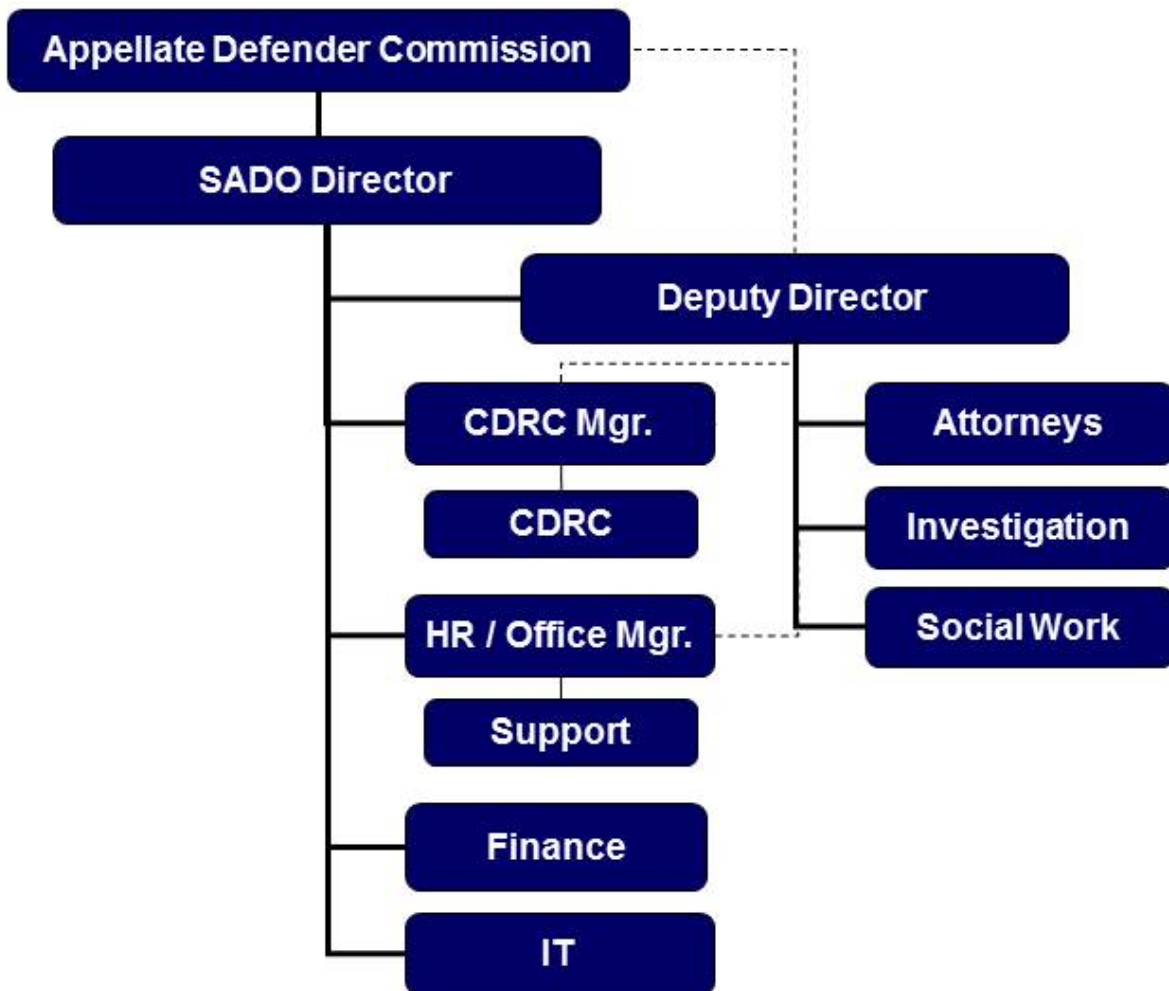 Appellate Defender Commission
SADO Director
Deputy Director
CDRC Mgr.
Attorneys
CDRC
Investigation
HR / Office Mgr.
Social Work
Support
Finance
IT